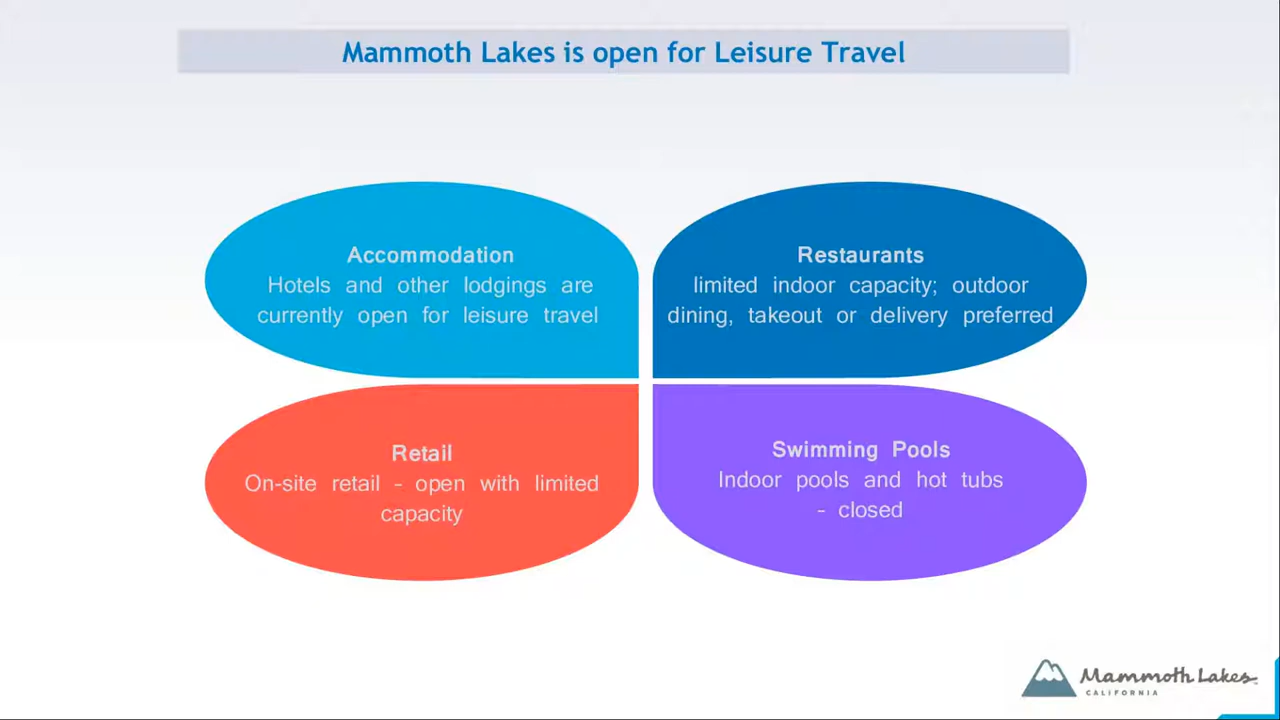 Mammoth Lakes is open for Leisure Travel
Accommodation
Hotels and other lodgings are
currently open for leisure travel
Restaurants
limited indoor capacity; outdoor
dining, takeout or delivery preferred
Retail
On-site retail - open with limited
capacity
Swimming Pools
Indoor pools and hot tubs
- closed
Mammoth Lakes
CALIFORNIA